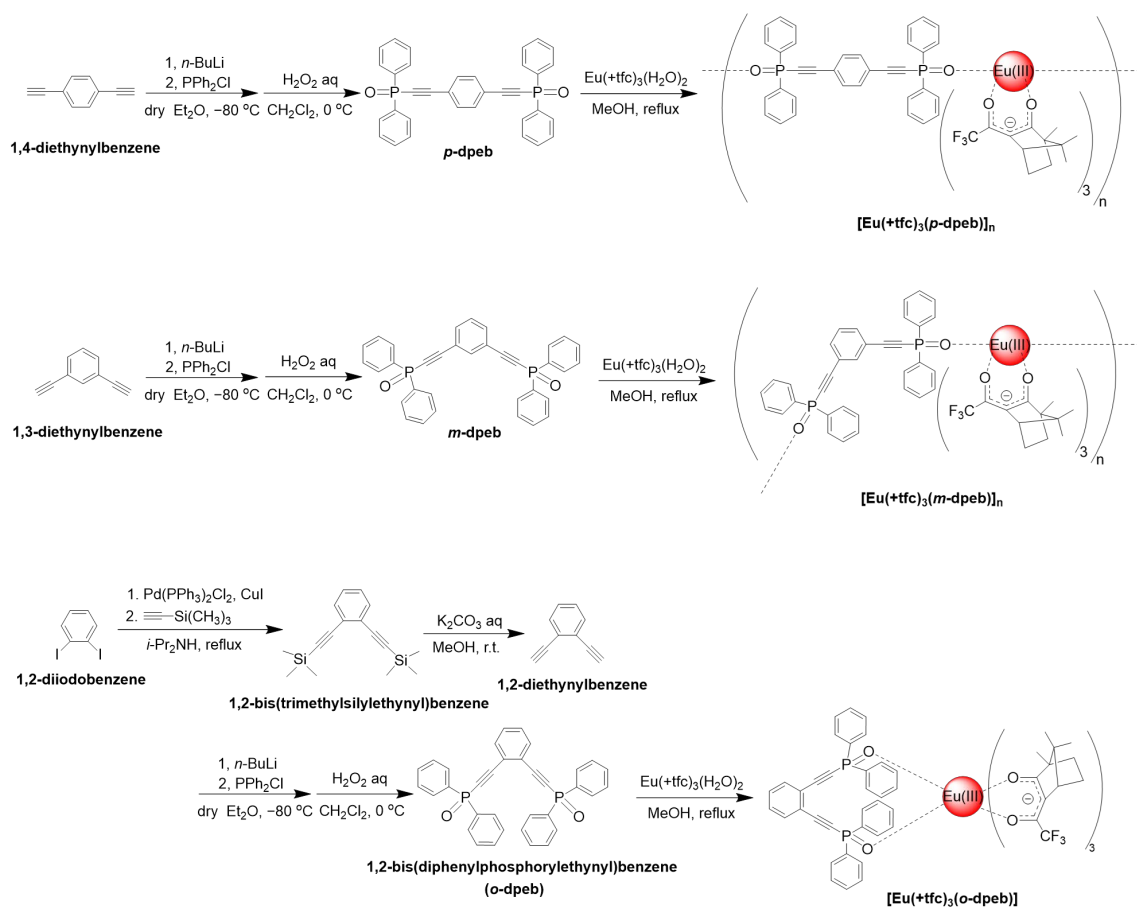 1, n-BuLi
2, PPh2Cl
dry Et2O, −80 ºC
H2O2 aq
CH2Cl2, 0 ºC
1,4-diethynylbenzene
O P P O
p-dpeb
Eu(+tfc)3(H2O)2
MeOH, reflux
O P P O Eu(III)
O O
F3C
3
n
[Eu(+tfc)3(p-dpeb)]n
1, n-BuLi
2, PPh2Cl
dry Et2O, −80 ºC
H2O2 aq
CH2Cl2, 0 ºC
1,3-diethynylbenzene
P P
O O
m-dpeb
Eu(+tfc)3(H2O)2
MeOH, reflux
P O Eu(III)
P
O
O O
F3C
3
n
[Eu(+tfc)3(m-dpeb)]n
I I
1,2-diiodobenzene
1. Pd(PPh3)2Cl2, CuI
2. Si(CH3)3
i-Pr2NH, reflux
Si Si
1,2-bis(trimethylsilylethynyl)benzene
K2CO3 aq
MeOH, r.t.
1,2-diethynylbenzene
1, n-BuLi
2, PPh2Cl
dry Et2O, −80 ºC
H2O2 aq
CH2Cl2, 0 ºC
P P
O O
1,2-bis(diphenylphosphorylethynyl)benzene
(o-dpeb)
Eu(+tfc)3(H2O)2
MeOH, reflux
P O
P O
Eu(III)
O
O
CF3
3
[Eu(+tfc)3(o-dpeb)]